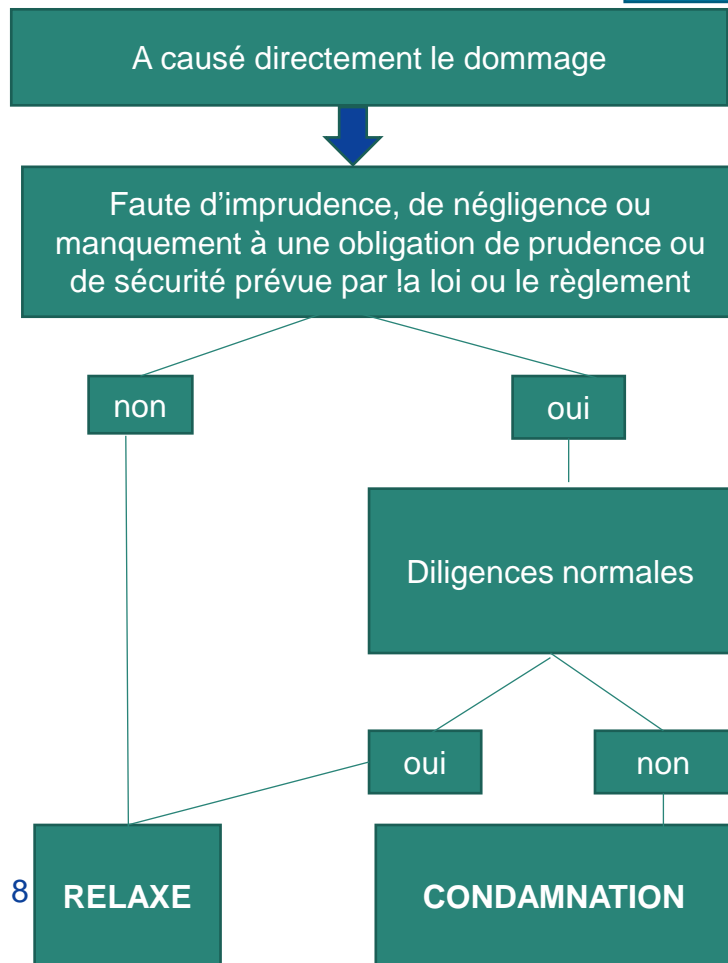 A causé directement le dommage
Faute d'imprudence, de négligence ou
manquement à une obligation de prudence ou
de sécurité prévue par la loi ou le règlement
non
oui
Diligences normales
oui
non
8
RELAXE
CONDAMNATION